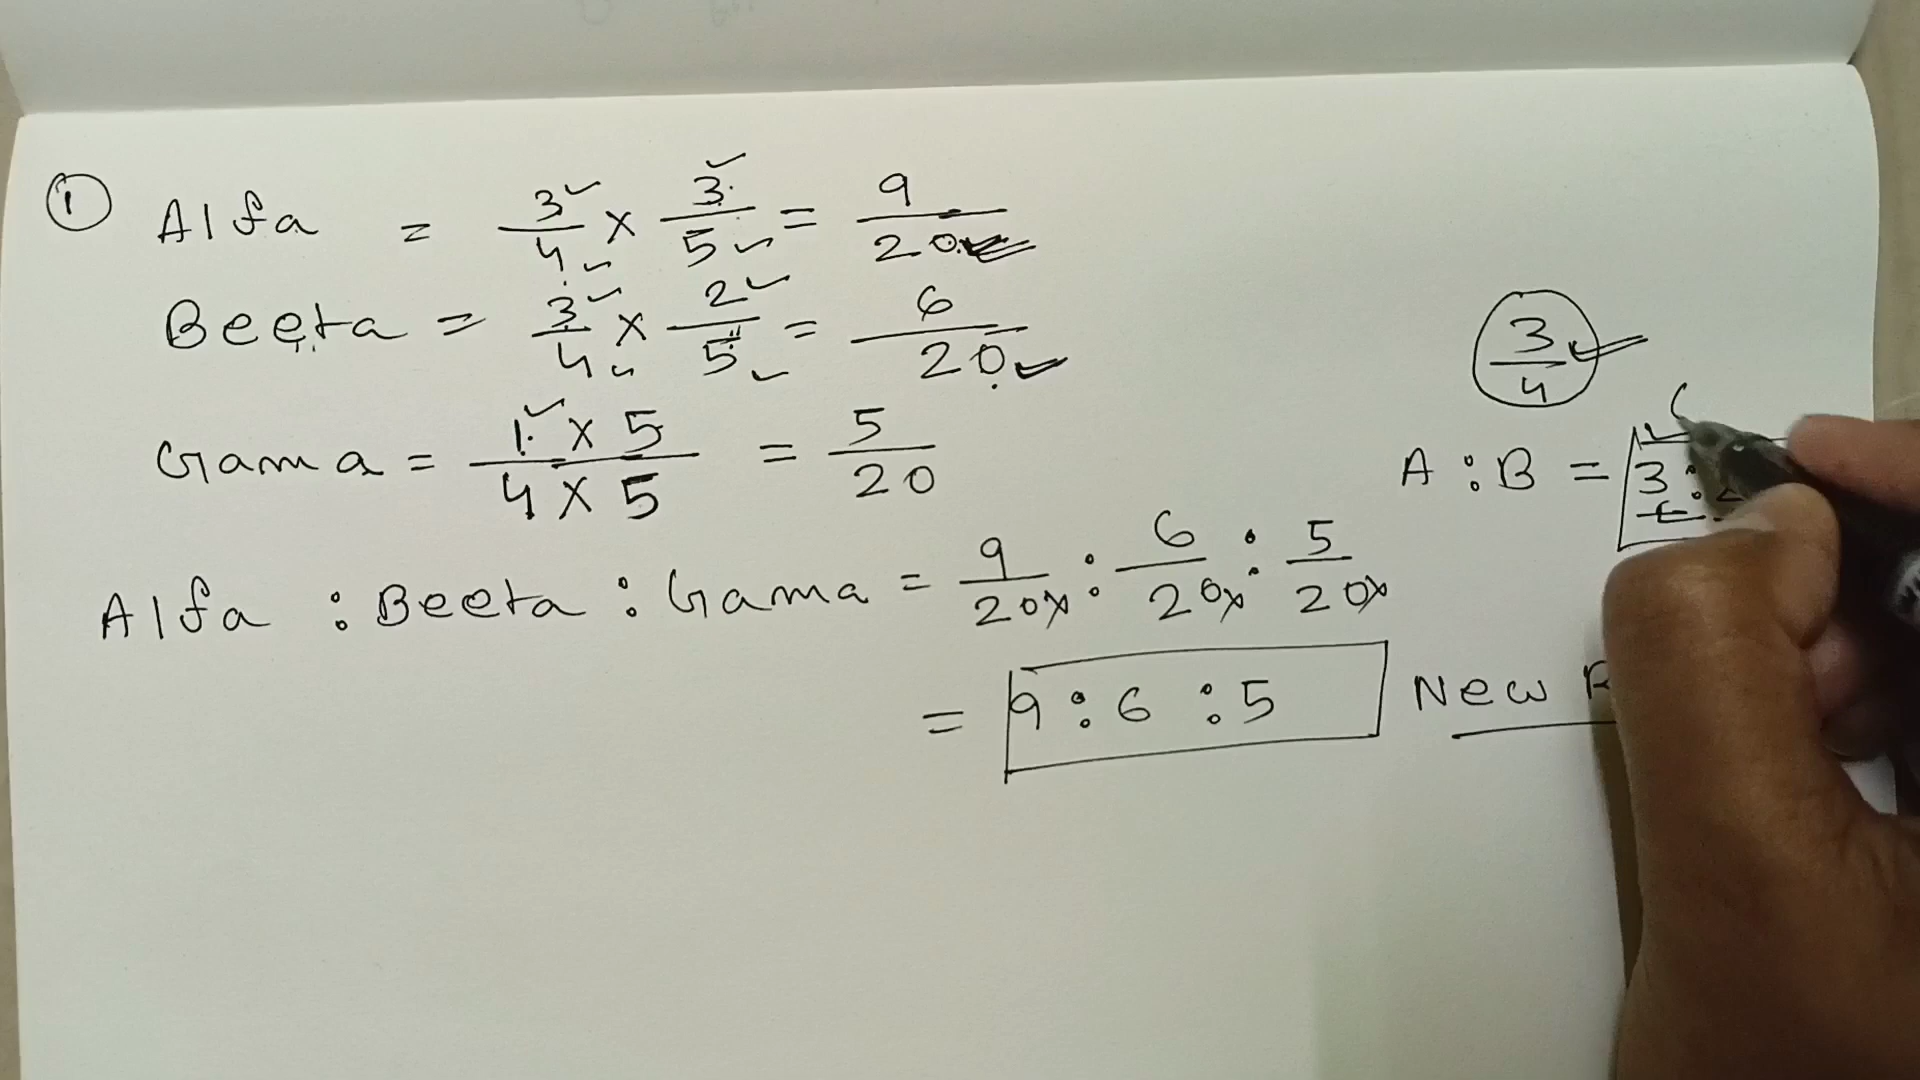 ① Alfa = 3/4 × 3/5 = 9/20
Beeta = 3/4 × 2/5 = 6/20
Gama = 1 × 5 / 4 × 5 = 5/20
3/4
A : B = 3 :
5
Alfa : Beeta : Gama = 9/20 : 6/20 : 5/20
= 9 : 6 : 5
New